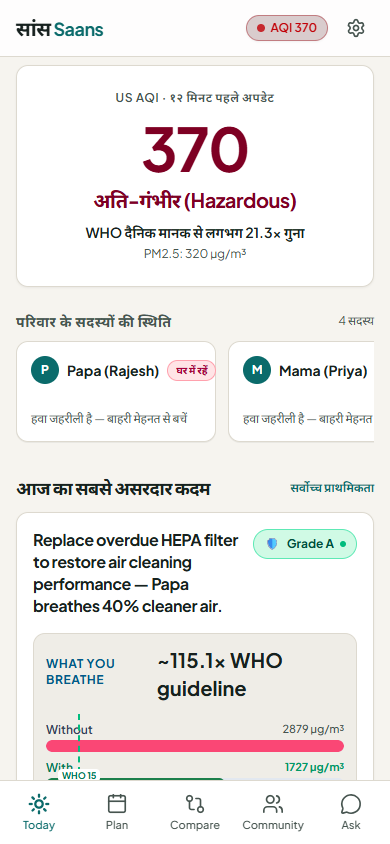 सांस Saans
AQI 370
US AQI · १२ मिनट पहले अपडेट
370
अति-गंभीर (Hazardous)
WHO दैनिक मानक से लगभग 21.3× गुना
PM2.5: 320 µg/m³
परिवार के सदस्यों की स्थिति
4 सदस्य
P Papa (Rajesh) घर में रहें
हवा जहरीली है — बाहरी मेहनत से बचें
M Mama (Priya)
हवा जहरीली है — बाहरी मेहनत
आज का सबसे असरदार कदम
सर्वोच्च प्राथमिकता
Replace overdue HEPA filter
to restore air cleaning
performance — Papa
breathes 40% cleaner air.
Grade A
WHAT YOU
BREATHE
~115.1× WHO
guideline
Without 2879 µg/m³
With 1727 µg/m³
WHO 15
Today
Plan
Compare
Community
Ask